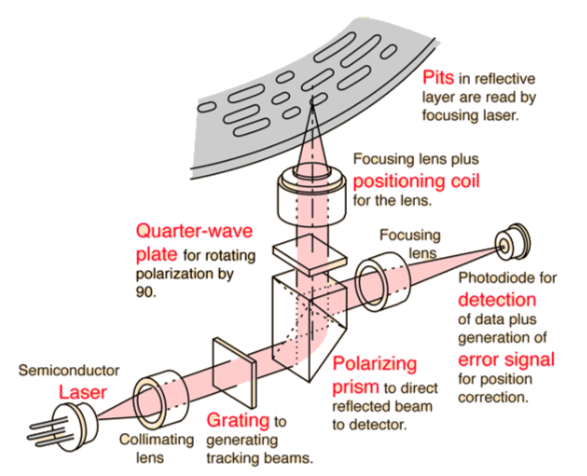 Pits in reflective
layer are read by
focusing laser.
Focusing lens plus
positioning coil
for the lens.
Quarter-wave
plate for rotating
polarization by
90.
Focusing
lens
Photodiode for
detection
of data plus
generation of
error signal
for position
correction.
Polarizing
prism to direct
reflected beam
to detector.
Semiconductor
Laser
Collimating
lens
Grating to
generating
tracking beams.